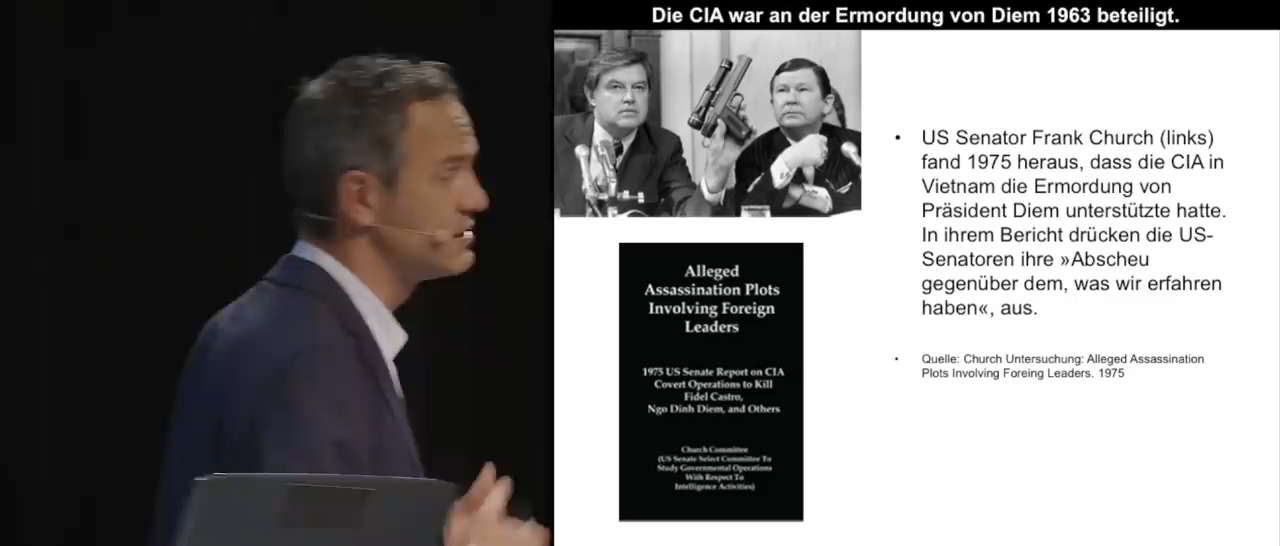 Die CIA war an der Ermordung von Diem 1963 beteiligt.
• US Senator Frank Church (links)
fand 1975 heraus, dass die CIA in
Vietnam die Ermordung von
Präsident Diem unterstützte hatte.
In ihrem Bericht drücken die US-
Senatoren ihre »Abscheu
gegenüber dem, was wir erfahren
haben«, aus.
• Quelle: Church Untersuchung: Alleged Assassination
Plots Involving Foreing Leaders. 1975
Alleged
Assassination Plots
Involving Foreign
Leaders
1975 US Senate Report on CIA
Covert Operations to Kill
Fidel Castro,
Ngo Dinh Diem, and Others
Church Committee
(US Senate Select Committee To
Study Governmental Operations
With Respect To
Intelligence Activities)